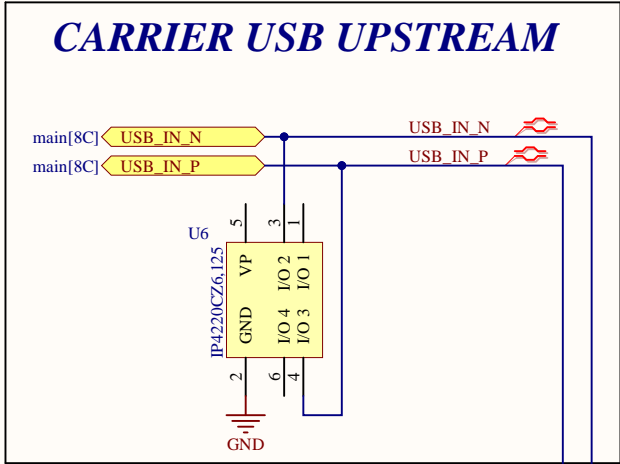 CARRIER USB UPSTREAM
main[8C] USB_IN_N USB_IN_N
main[8C] USB_IN_P USB_IN_P
U6
5 3 1
IP4220CZ6,125
VP I/O 2 I/O 1
GND I/O 4 I/O 3
2 6 4
GND